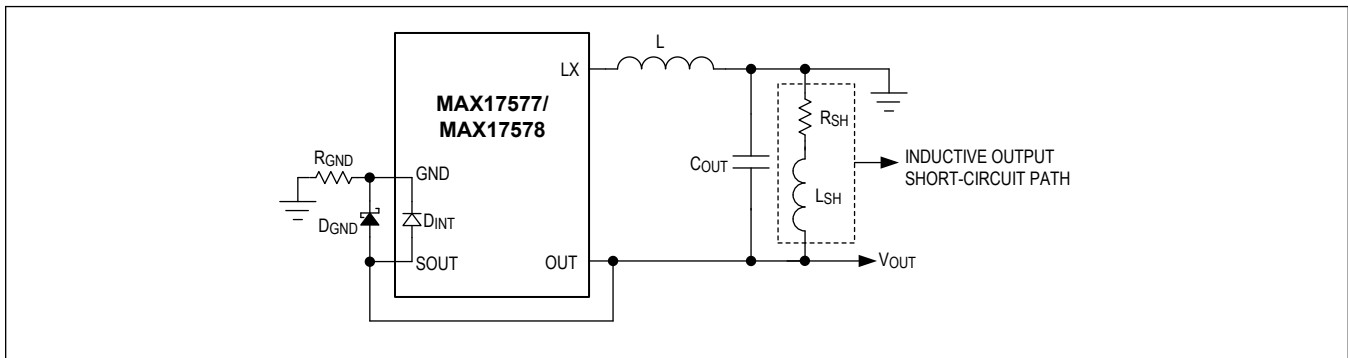 L
LX
MAX17577/
MAX17578
RSH
RGND
GND
COUT
INDUCTIVE OUTPUT
SHORT-CIRCUIT PATH
LSH
DGND
DINT
SOUT
OUT
VOUT